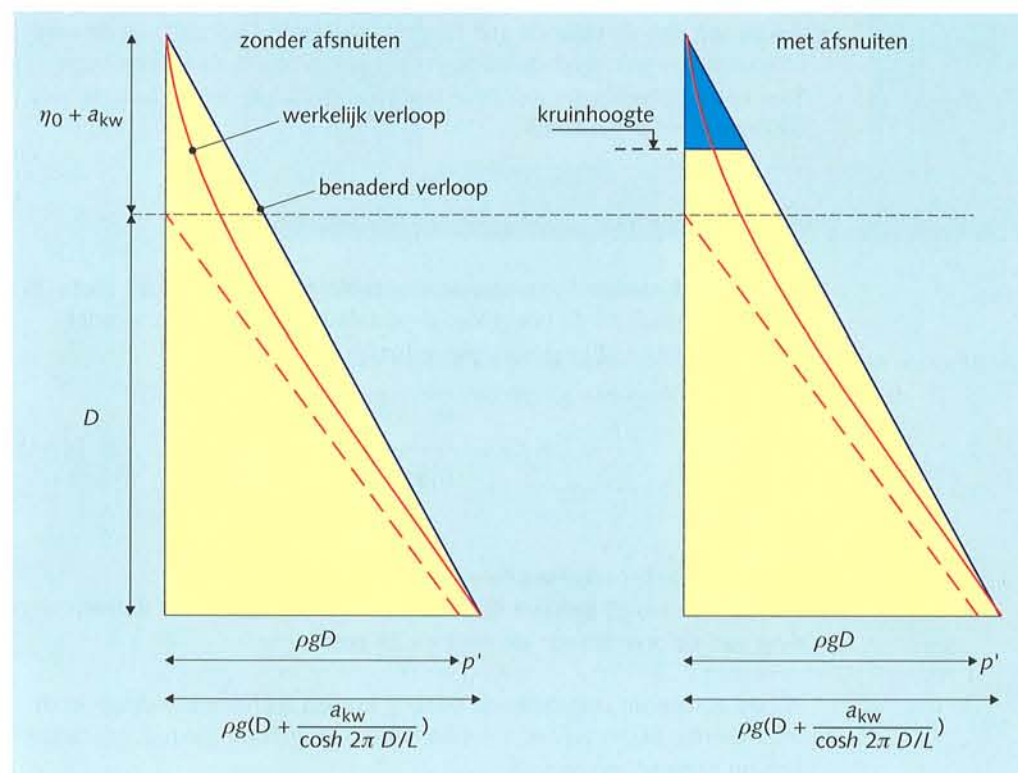 zonder afsnuiten
met afsnuiten
η0 + akw
werkelijk verloop
benaderd verloop
kruinhoogte
D
ρgD
p'
ρg(D + akw / cosh 2π D/L)
ρgD
p'
ρg(D + akw / cosh 2π D/L)